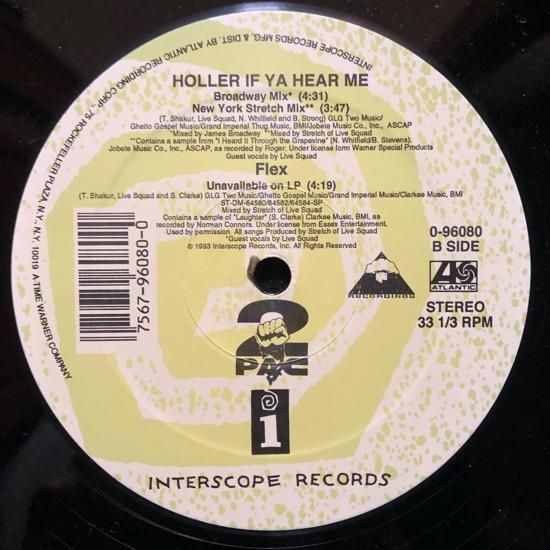 INTERSCOPE RECORDS MFG. & DIST. BY ATLANTIC RECORDING CORP., 75 ROCKEFELLER PLAZA, N.Y., N.Y. 10019 A TIME WARNER COMPANY
HOLLER IF YA HEAR ME
Broadway Mix* (4:31)
New York Stretch Mix** (3:47)
(T. Shakur, Live Squad, N. Whitfield and B. Strong) GLG Two Music/
Ghetto Gospel Music/Grand Imperial Thug Music, BMI/Jobete Music Co., Inc., ASCAP
*Mixed by James Broadway **Mixed by Stretch of Live Squad
**Contains a sample from "I Heard It Through the Grapevine" (N. Whitfield/B. Stevens).
Jobete Music Co., Inc., ASCAP, as recorded by Roger. Under license form Warner Special Products
Guest vocals by Live Squad
Flex
Unavailable on LP (4:19)
(T. Shakur, Live Squad and S. Clarke) GLG Two Music/Ghetto Gospel Music/Grand Imperial Music/Clarkee Music, BMI
ST-DM-64580/64582/64584-SP
Mixed by Stretch of Live Squad
Contains a sample of "Laughter" (S. Clarke) Clarkee Music, BMI, as
recorded by Norman Connors. Under license from Essex Entertainment.
Used by permission All songs Produced by Stretch of Live Squad
*Guest vocals by Live Squad
℗ © 1993 Interscope Records, Inc. All Rights Reserved
7567-96080-0
0-96080
B SIDE
RECORDINGS
ATLANTIC
STEREO
33 1/3 RPM
2
PAC
i
INTERSCOPE RECORDS